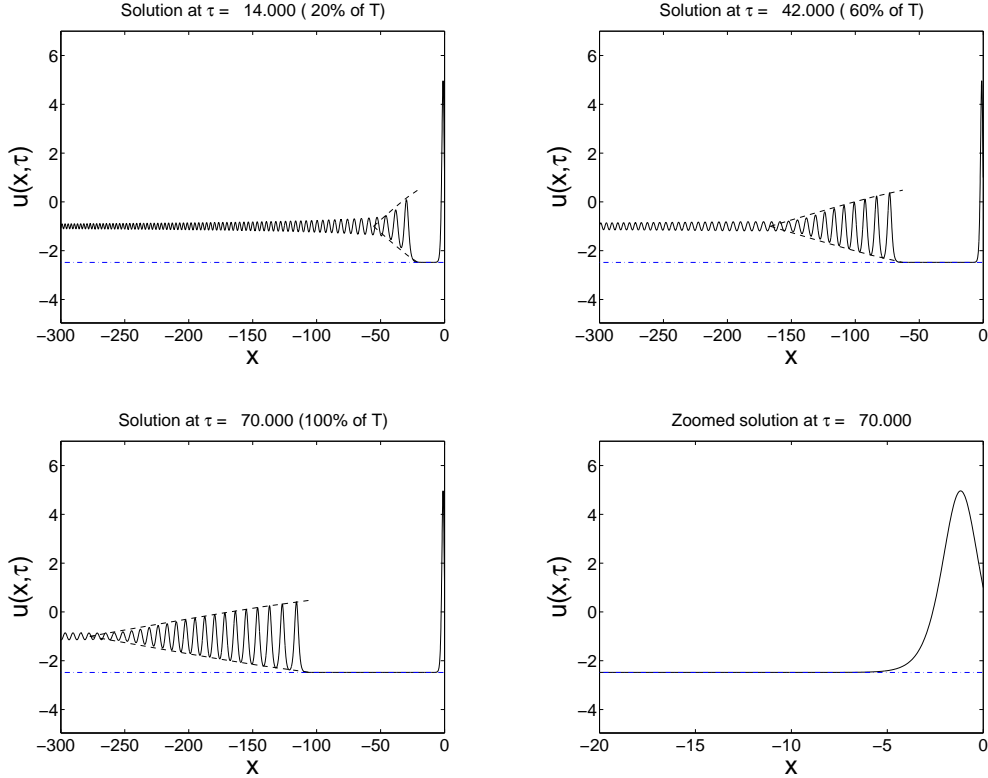 Solution at τ = 14.000 ( 20% of T)
6
4
2
0
−2
−4
u(x,τ)
−300 −250 −200 −150 −100 −50 0
x
Solution at τ = 42.000 ( 60% of T)
6
4
2
0
−2
−4
u(x,τ)
−300 −250 −200 −150 −100 −50 0
x
Solution at τ = 70.000 (100% of T)
6
4
2
0
−2
−4
u(x,τ)
−300 −250 −200 −150 −100 −50 0
x
Zoomed solution at τ = 70.000
6
4
2
0
−2
−4
u(x,τ)
−20 −15 −10 −5 0
x